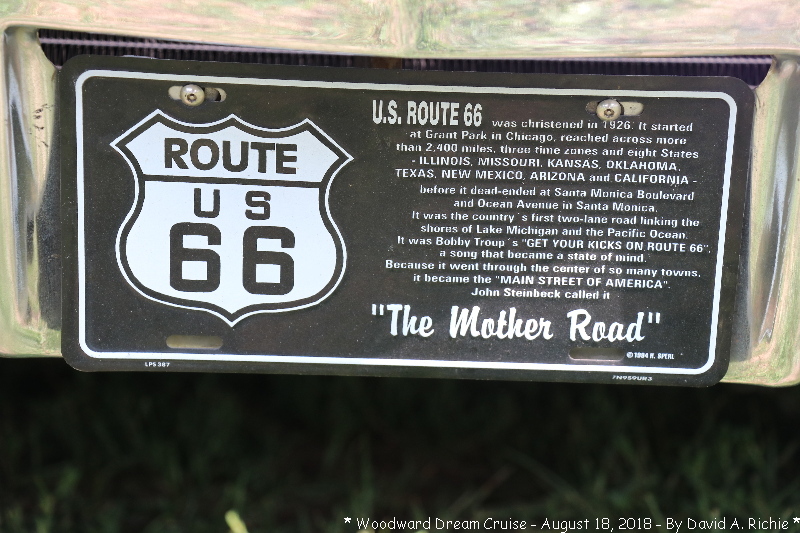 ROUTE
US
66
U.S. ROUTE 66 was christened in 1926. It started
at Grant Park in Chicago, reached across more
than 2,400 miles, three time zones and eight States
- ILLINOIS, MISSOURI, KANSAS, OKLAHOMA,
TEXAS, NEW MEXICO, ARIZONA and CALIFORNIA -
before it dead-ended at Santa Monica Boulevard
and Ocean Avenue in Santa Monica.
It was the country's first two-lane road linking the
shores of Lake Michigan and the Pacific Ocean.
It was Bobby Troup's "GET YOUR KICKS ON ROUTE 66",
a song that became a state of mind.
Because it went through the center of so many towns,
it became the "MAIN STREET OF AMERICA".
John Steinbeck called it
"The Mother Road"
© 1994 H. SPERL
LPS 387
7N959UR3
* Woodward Dream Cruise - August 18, 2018 - By David A. Richie *